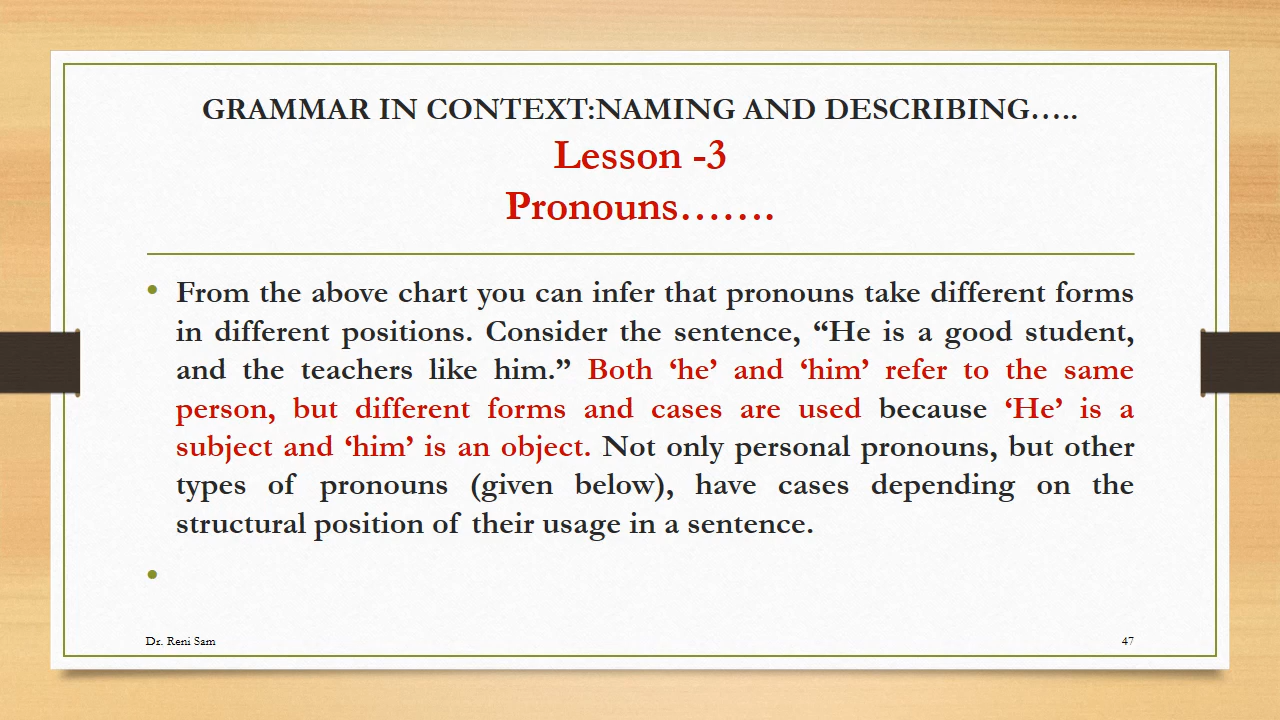 GRAMMAR IN CONTEXT:NAMING AND DESCRIBING…..
Lesson -3
Pronouns…….
• From the above chart you can infer that pronouns take different forms
in different positions. Consider the sentence, “He is a good student,
and the teachers like him.” Both ‘he’ and ‘him’ refer to the same
person, but different forms and cases are used because ‘He’ is a
subject and ‘him’ is an object. Not only personal pronouns, but other
types of pronouns (given below), have cases depending on the
structural position of their usage in a sentence.
•
Dr. Reni Sam
47